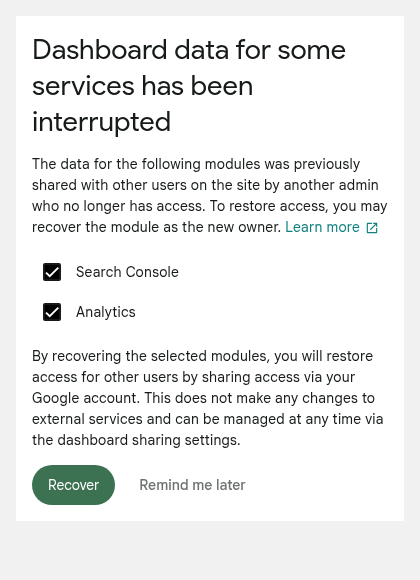 Dashboard data for some
services has been
interrupted
The data for the following modules was previously
shared with other users on the site by another admin
who no longer has access. To restore access, you may
recover the module as the new owner. Learn more
Search Console
Analytics
By recovering the selected modules, you will restore
access for other users by sharing access via your
Google account. This does not make any changes to
external services and can be managed at any time via
the dashboard sharing settings.
Recover Remind me later